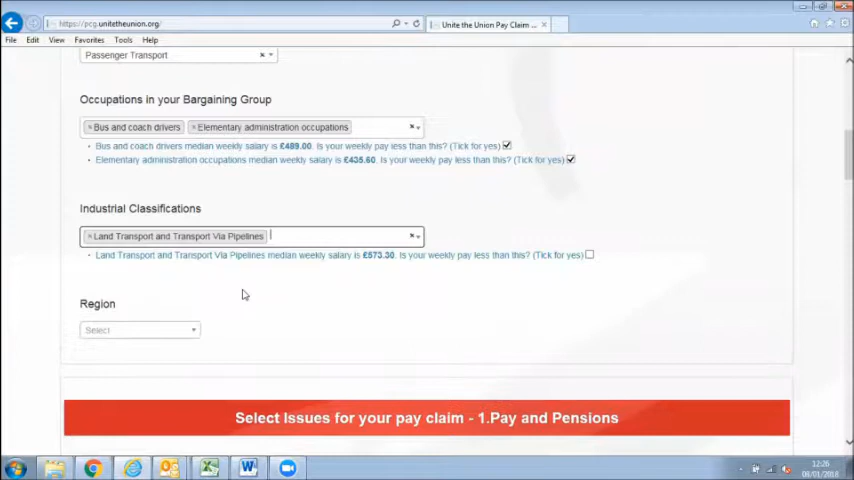 https://pcg.unitetheunion.org/
Unite the Union Pay Claim ...
File Edit View Favorites Tools Help
Passenger Transport
Occupations in your Bargaining Group
×Bus and coach drivers ×Elementary administration occupations
• Bus and coach drivers median weekly salary is £489.00. Is your weekly pay less than this? (Tick for yes)
• Elementary administration occupations median weekly salary is £435.60. Is your weekly pay less than this? (Tick for yes)
Industrial Classifications
×Land Transport and Transport Via Pipelines
• Land Transport and Transport Via Pipelines median weekly salary is £573.30. Is your weekly pay less than this? (Tick for yes)
Region
Select
Select Issues for your pay claim - 1.Pay and Pensions
12:26
08/01/2018